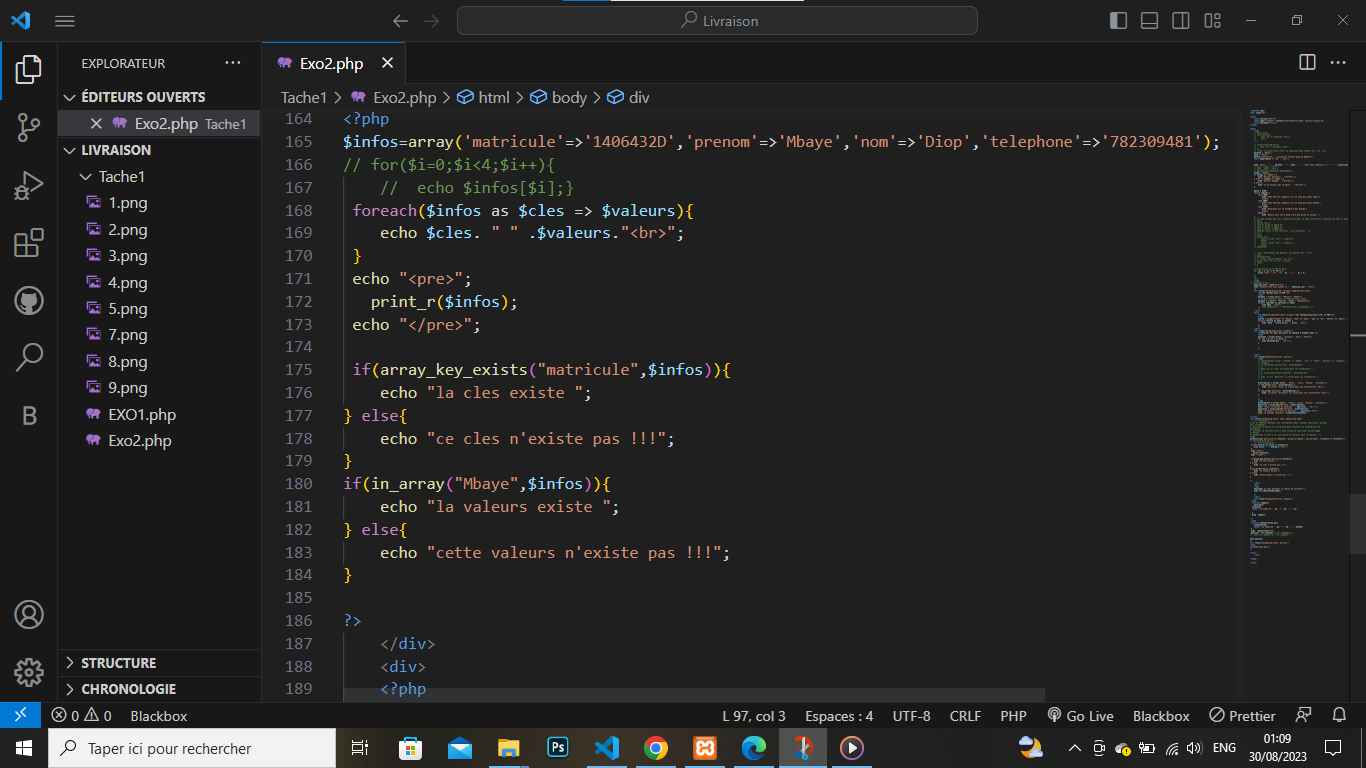 Livraison
EXPLORATEUR
Exo2.php
ÉDITEURS OUVERTS
Exo2.php Tache1
LIVRAISON
Tache1
1.png
2.png
3.png
4.png
5.png
7.png
8.png
9.png
EXO1.php
Exo2.php
STRUCTURE
CHRONOLOGIE
Tache1 > Exo2.php > html > body > div
164 <?php
165 $infos=array('matricule'=>'1406432D','prenom'=>'Mbaye','nom'=>'Diop','telephone'=>'782309481');
166 // for($i=0;$i<4;$i++){
167 //  echo $infos[$i];}
168 foreach($infos as $cles => $valeurs){
169 echo $cles. " " .$valeurs."<br>";
170 }
171 echo "<pre>";
172 print_r($infos);
173 echo "</pre>";
174
175 if(array_key_exists("matricule",$infos)){
176 echo "la cles existe ";
177 } else{
178 echo "ce cles n'existe pas !!!";
179 }
180 if(in_array("Mbaye",$infos)){
181 echo "la valeurs existe ";
182 } else{
183 echo "cette valeurs n'existe pas !!!";
184 }
185
186 ?>
187 </div>
188 <div>
189 <?php
0 0 Blackbox L 97, col 3 Espaces : 4 UTF-8 CRLF PHP Go Live Blackbox Prettier
Taper ici pour rechercher
Ps
ENG
01:09
30/08/2023